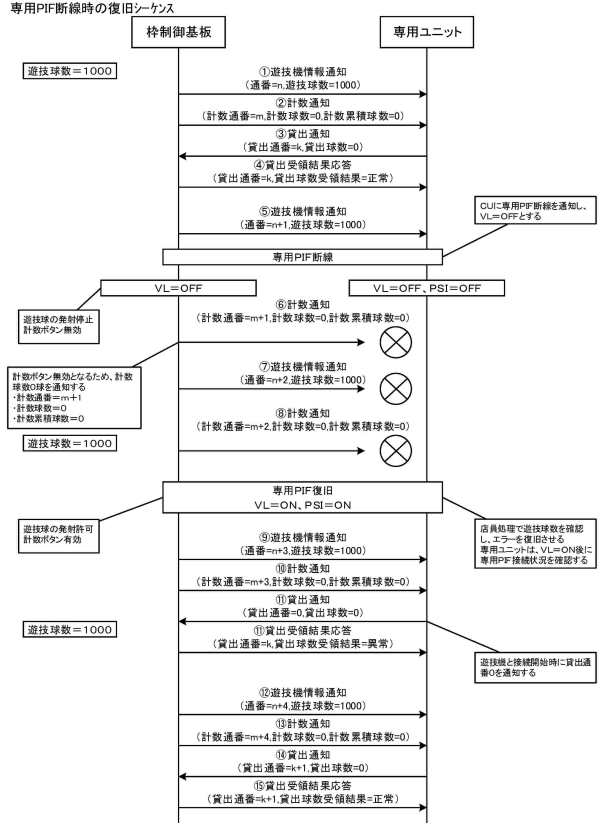 専用PIF断線時の復旧シーケンス
枠制御基板
専用ユニット
遊技球数＝1000
①遊技機情報通知
(通番=n,遊技球数=1000)
②計数通知
(計数通番=m,計数球数=0,計数累積球数=0)
③貸出通知
(貸出通番=k,貸出球数=0)
④貸出受領結果応答
(貸出通番=k,貸出球数受領結果=正常)
⑤遊技機情報通知
(通番=n+1,遊技球数=1000)
CUに専用PIF断線を通知し、
VL=OFFとする
専用PIF断線
VL=OFF
VL=OFF、PSI=OFF
遊技球の発射停止
計数ボタン無効
⑥計数通知
(計数通番=m+1,計数球数=0,計数累積球数=0)
計数ボタン無効となるため、計数
球数0球を通知する
・計数通番=m+1
・計数球数=0
・計数累積球数=0
⑦遊技機情報通知
(通番=n+2,遊技球数=1000)
⑧計数通知
(計数通番=m+2,計数球数=0,計数累積球数=0)
遊技球数＝1000
専用PIF復旧
VL=ON、PSI=ON
遊技球の発射許可
計数ボタン有効
店員処理で遊技球数を確認
し、エラーを復旧させる
専用ユニットは、VL=ON後に
専用PIF接続状況を確認する
⑨遊技機情報通知
(通番=n+3,遊技球数=1000)
⑩計数通知
(計数通番=m+3,計数球数=0,計数累積球数=0)
⑪貸出通知
(貸出通番=0,貸出球数=0)
遊技球数＝1000
⑪貸出受領結果応答
(貸出通番=k,貸出球数受領結果=異常)
遊技機と接続開始時に貸出通
番0を通知する
⑫遊技機情報通知
(通番=n+4,遊技球数=1000)
⑬計数通知
(計数通番=m+4,計数球数=0,計数累積球数=0)
⑭貸出通知
(貸出通番=k+1,貸出球数=0)
⑮貸出受領結果応答
(貸出通番=k+1,貸出球数受領結果=正常)